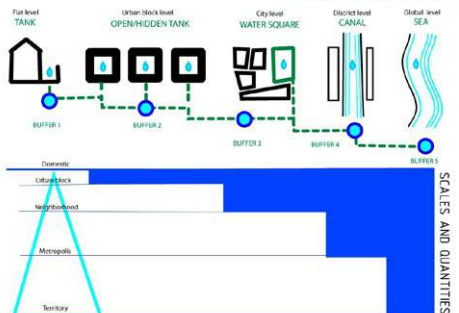 Flat level
TANK
Urban block level
OPEN/HIDDEN TANK
City level
WATER SQUARE
District level
CANAL
Global level
SEA
BUFFER 1
BUFFER 2
BUFFER 3
BUFFER 4
BUFFER 5
Domestic
Urban block
Neighborhood
Metropolis
Territory
SCALES AND QUANTITIES